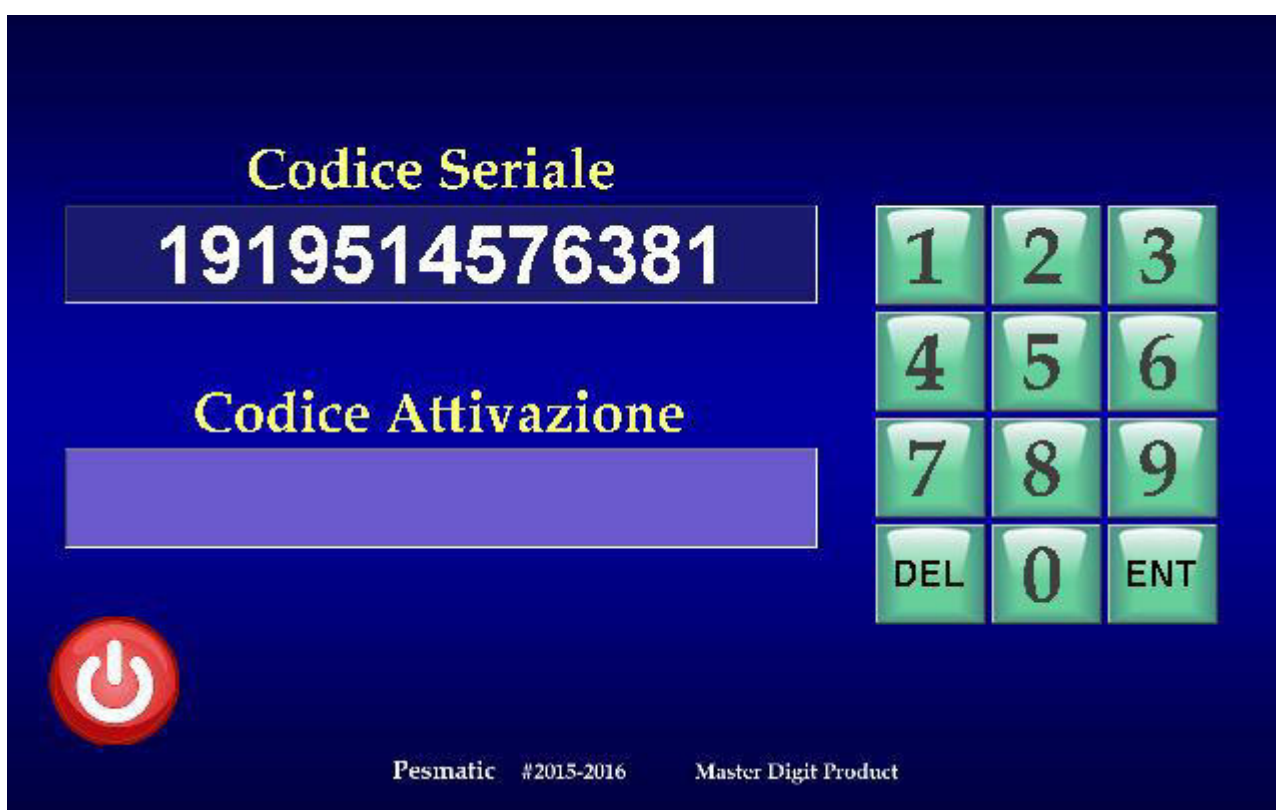 Codice Seriale
1919514576381
1 2 3
4 5 6
Codice Attivazione
7 8 9
DEL 0 ENT
Pesmatic #2015-2016 Master Digit Product